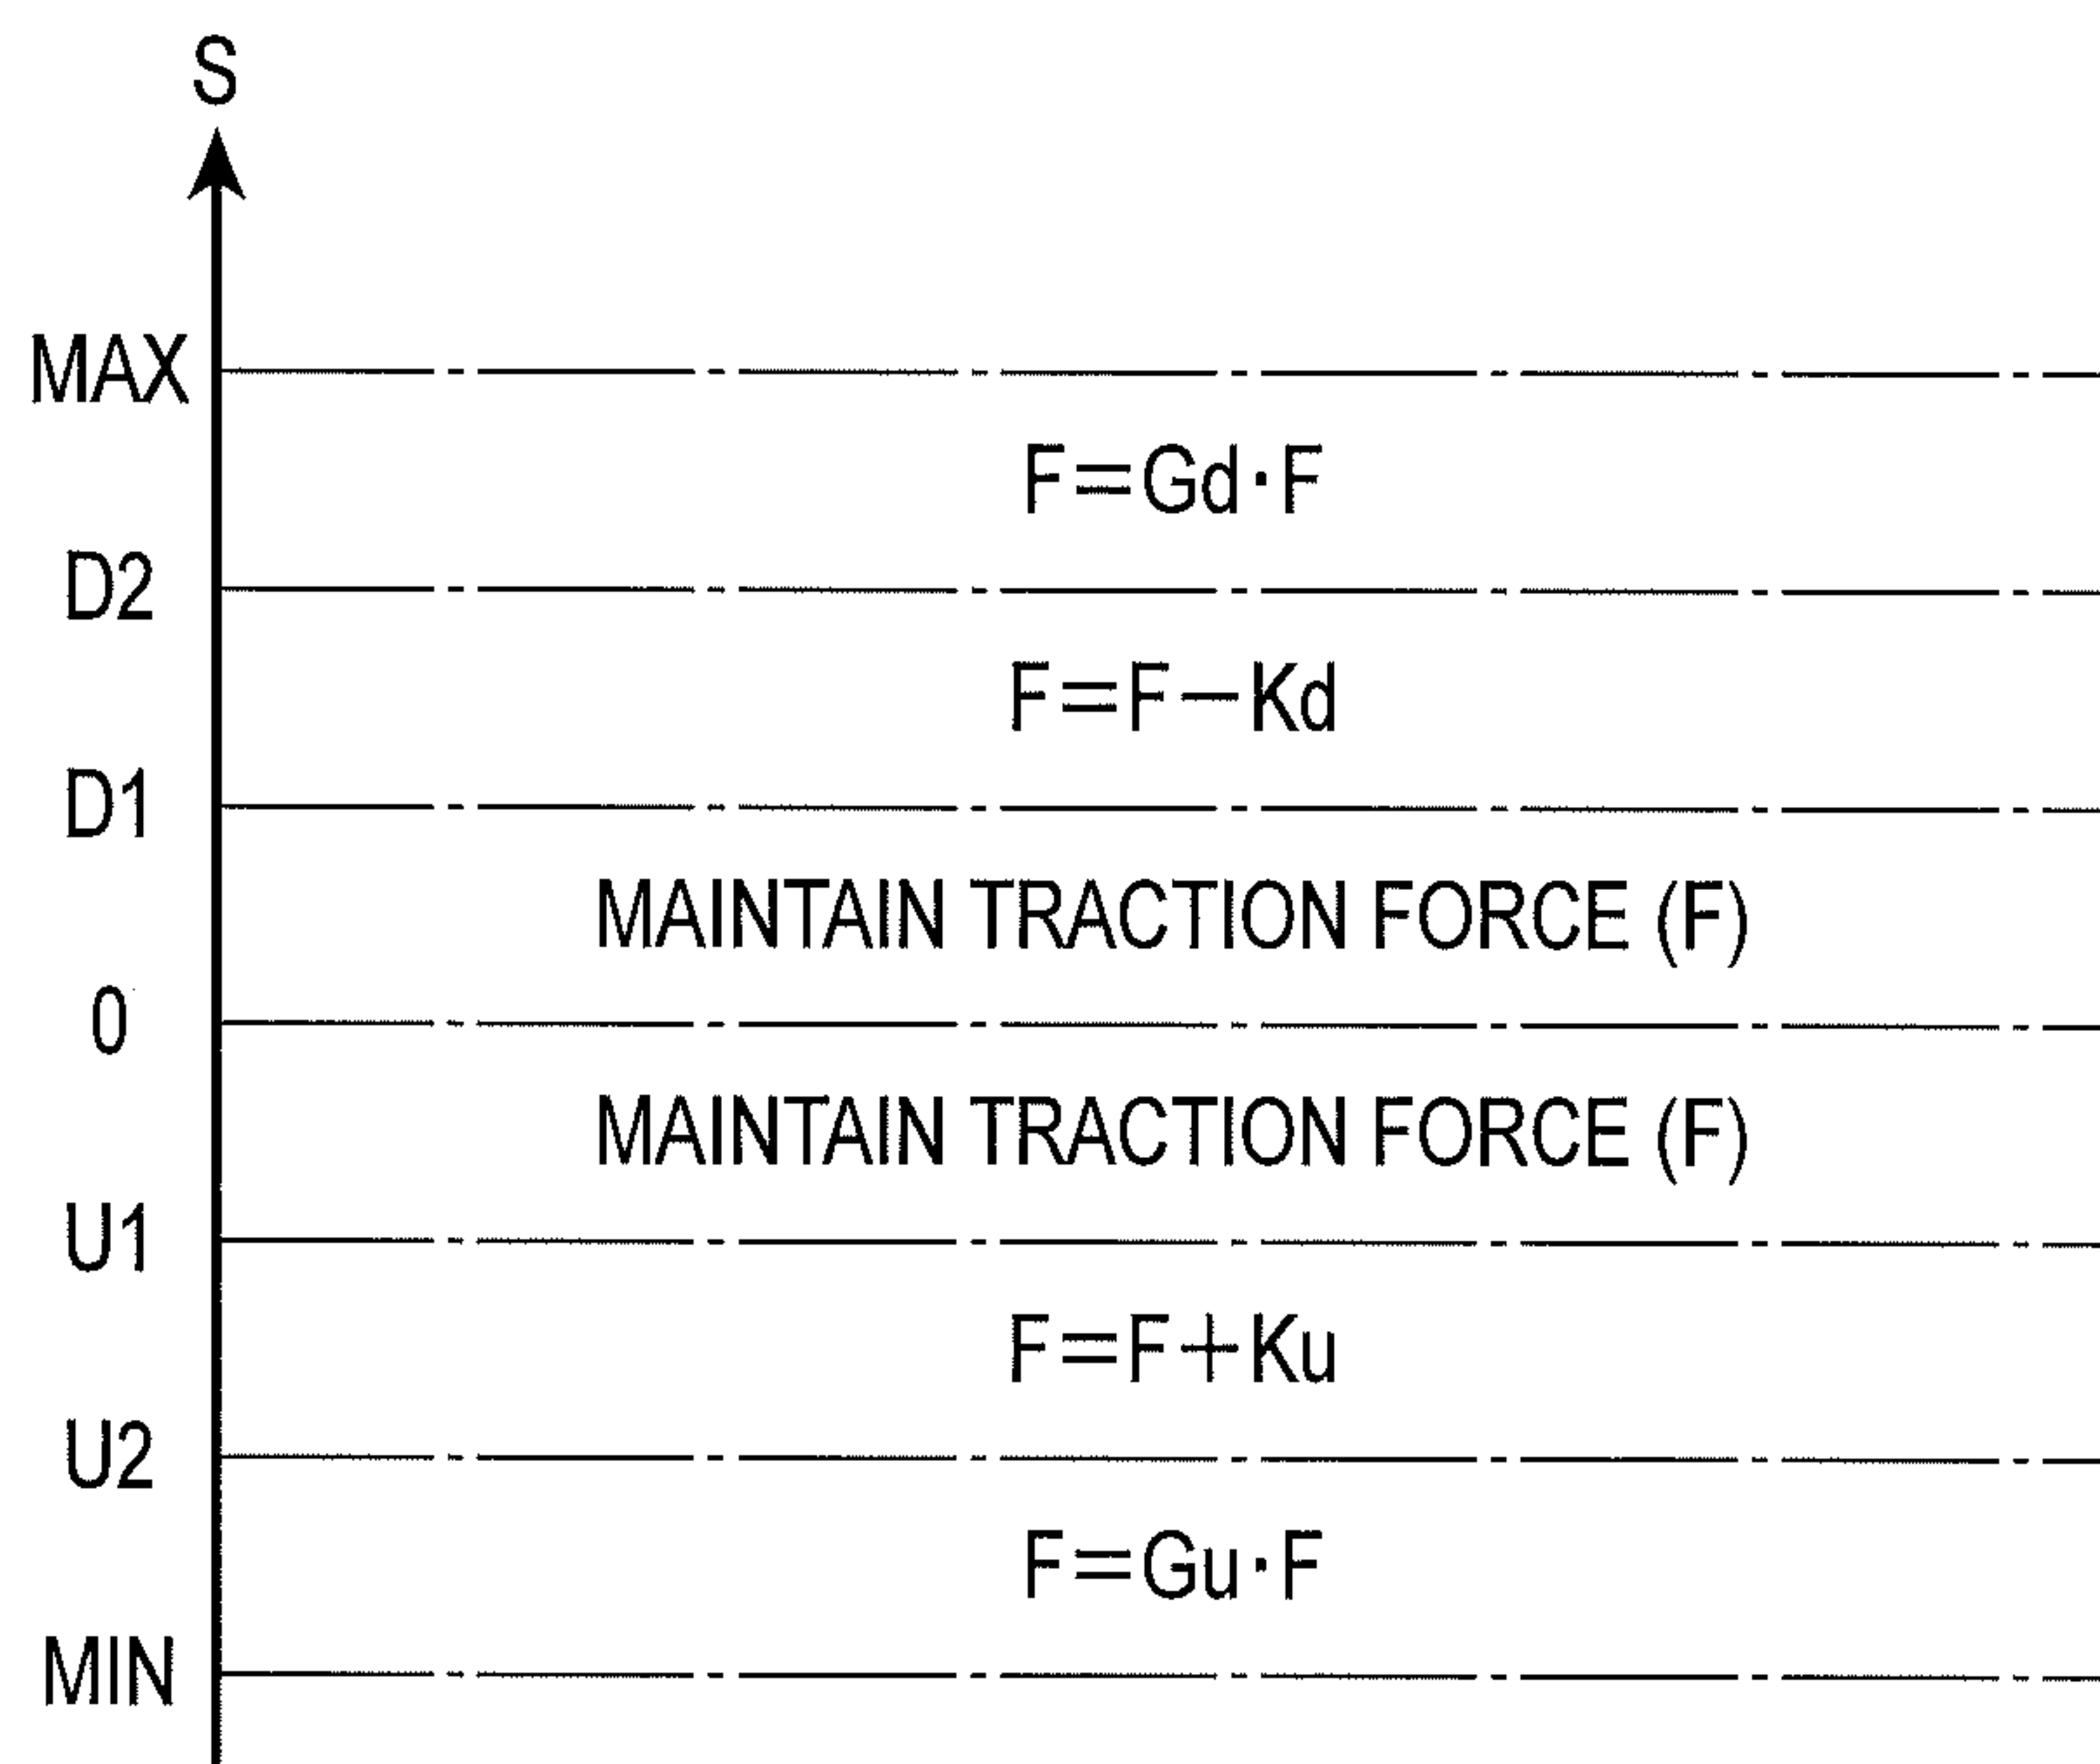 S
MAX
F=Gd·F
D2
F=F−Kd
D1
MAINTAIN TRACTION FORCE (F)
0
MAINTAIN TRACTION FORCE (F)
U1
F=F+Ku
U2
F=Gu·F
MIN